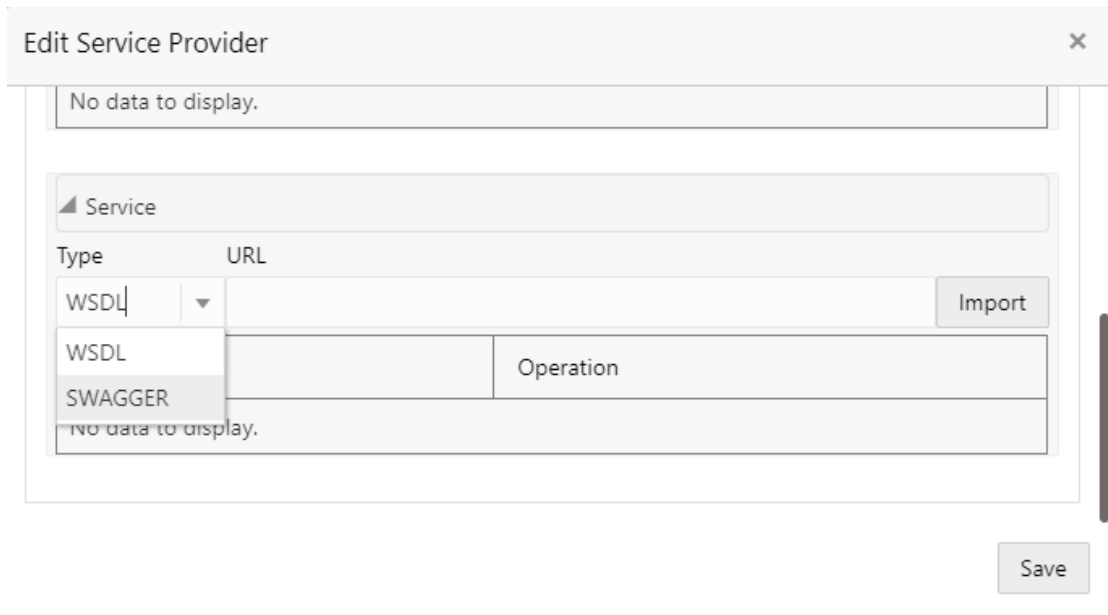 Edit Service Provider
No data to display.
Service
Type URL
WSDL Import
WSDL
Operation
SWAGGER
No data to display.
Save